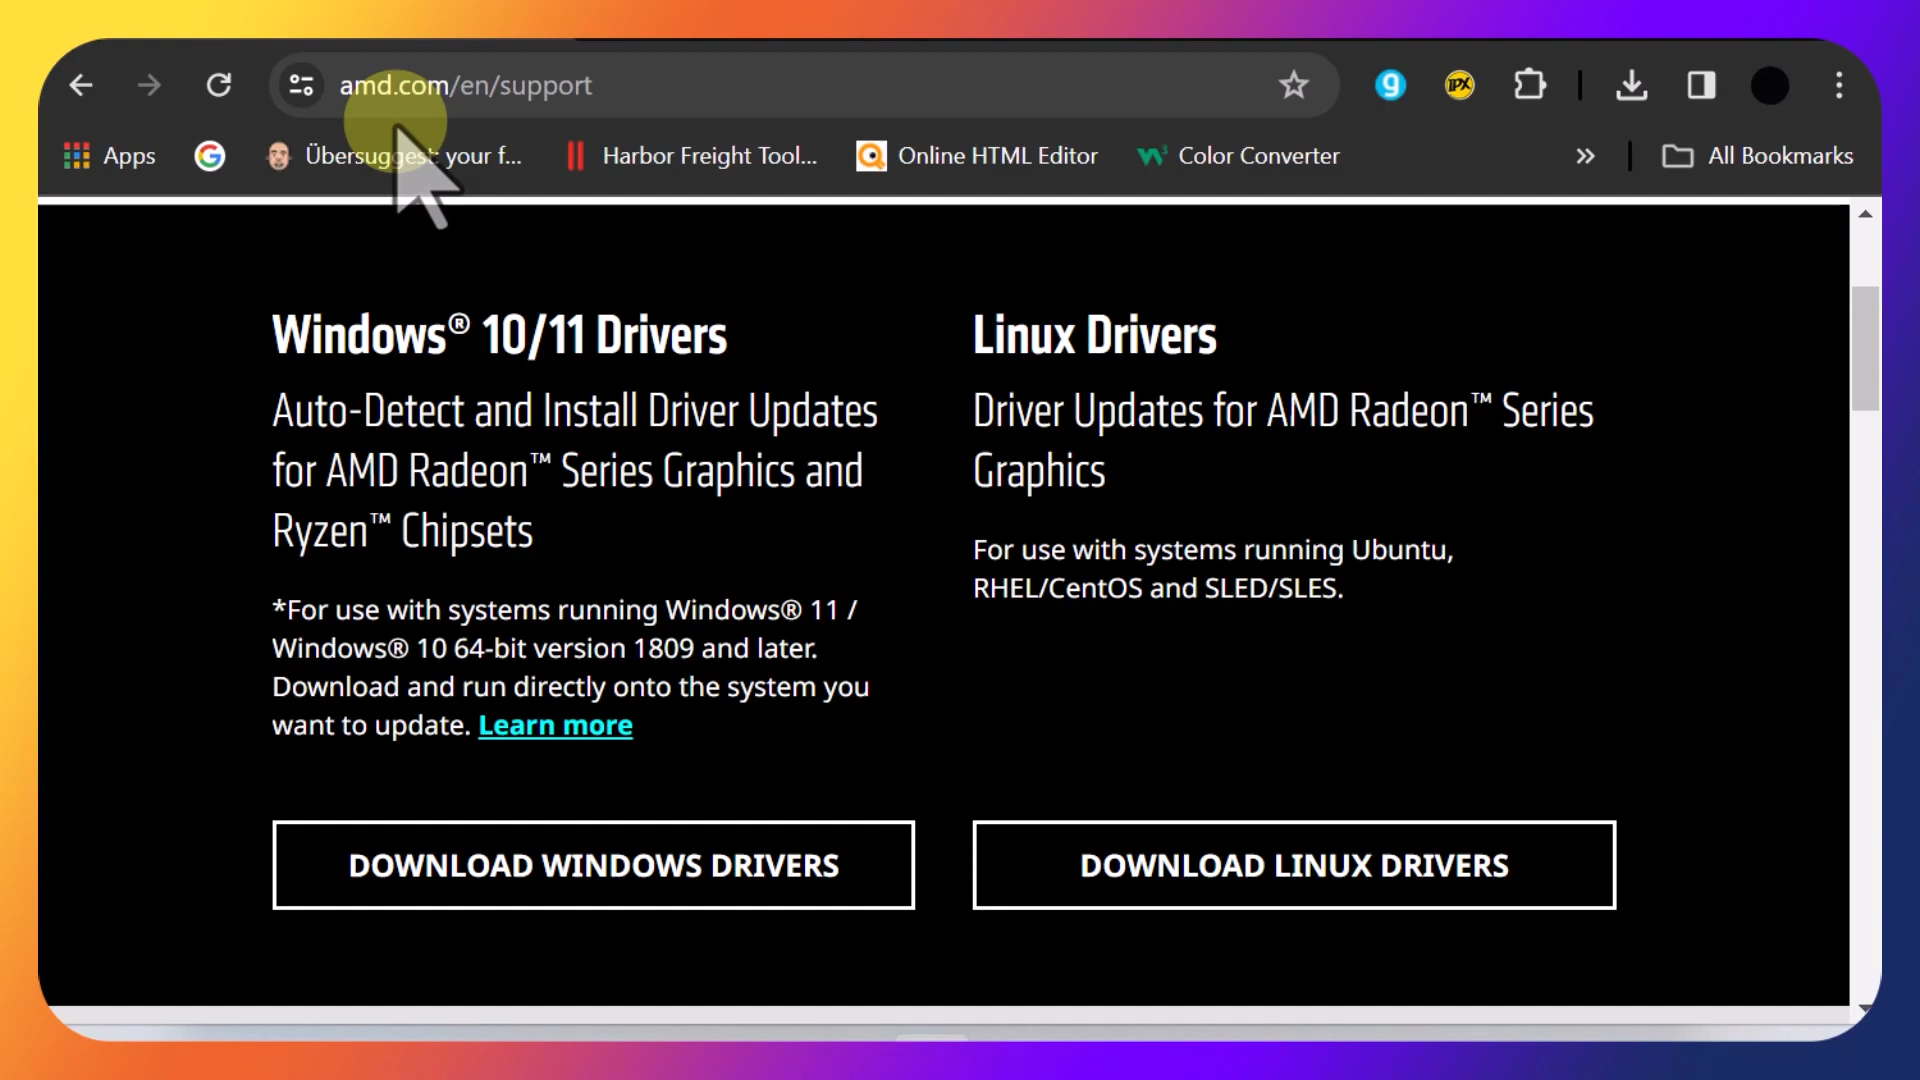 amd.com/en/support
Apps
Übersuggest: your f...
Harbor Freight Tool...
Online HTML Editor
Color Converter
»
All Bookmarks
Windows® 10/11 Drivers
Auto-Detect and Install Driver Updates
for AMD Radeon™ Series Graphics and
Ryzen™ Chipsets
*For use with systems running Windows® 11 /
Windows® 10 64-bit version 1809 and later.
Download and run directly onto the system you
want to update. Learn more
DOWNLOAD WINDOWS DRIVERS
Linux Drivers
Driver Updates for AMD Radeon™ Series
Graphics
For use with systems running Ubuntu,
RHEL/CentOS and SLED/SLES.
DOWNLOAD LINUX DRIVERS